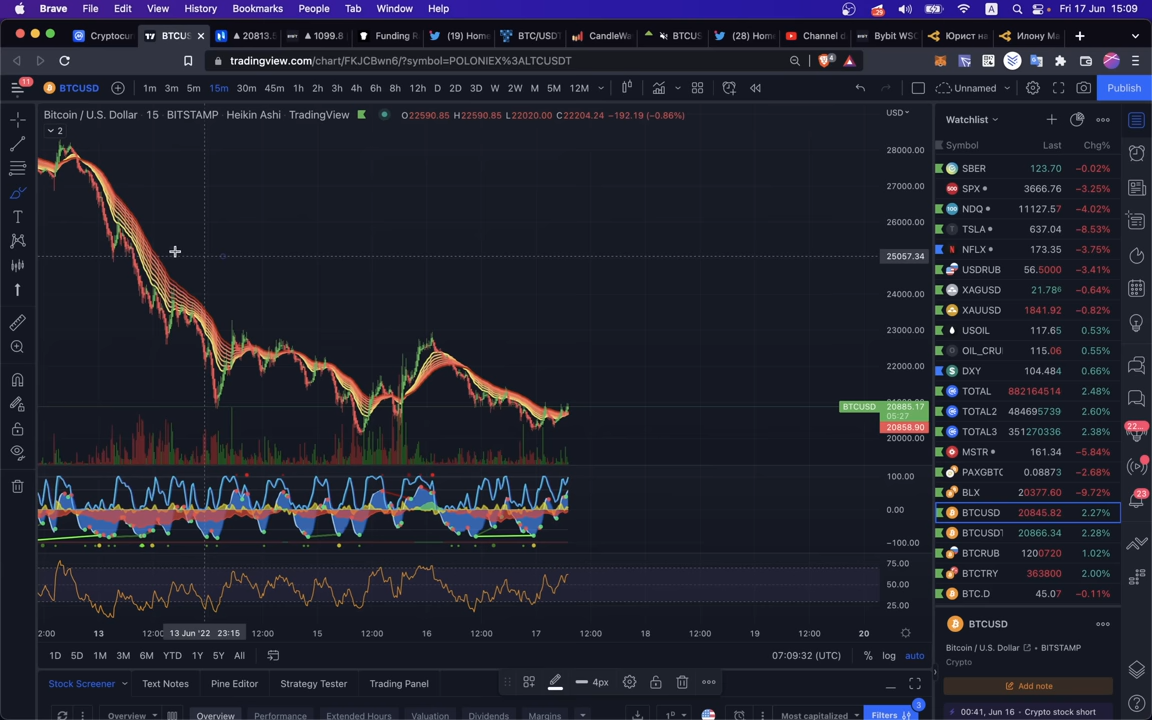 Brave File Edit View History Bookmarks People Tab Window Help A Fri 17 Jun 15:09
Cryptocur BTCUS 20813.5 1099.8 Funding R (19) Home BTC/USDT CandleWa BTCUS (28) Home Channel d Bybit WSO Юрист на Илону Ма
tradingview.com/chart/FKJCBwn6/?symbol=POLONIEX%3ALTCUSDT
11 BTCUSD 1m 3m 5m 15m 30m 45m 1h 2h 3h 4h 6h 8h 12h D 2D 3D W 2W M 5M 12M Unnamed Publish
Bitcoin / U.S. Dollar · 15 · BITSTAMP Heikin Ashi · TradingView O22590.85 H22590.85 L22020.00 C22204.24 −192.19 (−0.86%)
USD
2
28000.00
27000.00
26000.00
25057.34
24000.00
23000.00
22000.00
BTCUSD 20885.17
05:27
20858.90
20000.00
100.00
0.00
−100.00
75.00
50.00
25.00
2:00 13 12:00 13 Jun '22 23:15 12:00 15 12:00 16 12:00 17 12:00 18 12:00 19 12:00 20
1D 5D 1M 3M 6M YTD 1Y 5Y All 07:09:32 (UTC) % log auto
Stock Screener Text Notes Pine Editor Strategy Tester Trading Panel 4px
Overview Overview Performance Extended Hours Valuation Dividends Margins 1D Most capitalized Filters 3
Watchlist
Symbol Last Chg%
SBER 123.70 −0.02%
SPX 3666.76 −3.25%
NDQ 11127.57 −4.02%
TSLA 637.04 −8.53%
NFLX 173.35 −3.75%
USDRUB 56.5000 −3.41%
XAGUSD 21.786 −0.64%
XAUUSD 1841.92 −0.82%
USOIL 117.65 0.53%
OIL_CRU 115.06 0.55%
DXY 104.484 0.66%
TOTAL 882164514 2.48%
TOTAL2 484695739 2.60%
TOTAL3 351270336 2.38%
MSTR 161.34 −5.84%
PAXGBTC 0.08873 −2.68%
BLX 20377.60 −9.72%
BTCUSD 20845.82 2.27%
BTCUSDT 20866.34 2.28%
BTCRUB 1200720 1.02%
BTCTRY 363800 2.00%
BTC.D 45.07 −0.11%
BTCUSD
Bitcoin / U.S. Dollar · BITSTAMP
Crypto
Add note
00:41, 16 Jun · Crypto stock short
22...
23